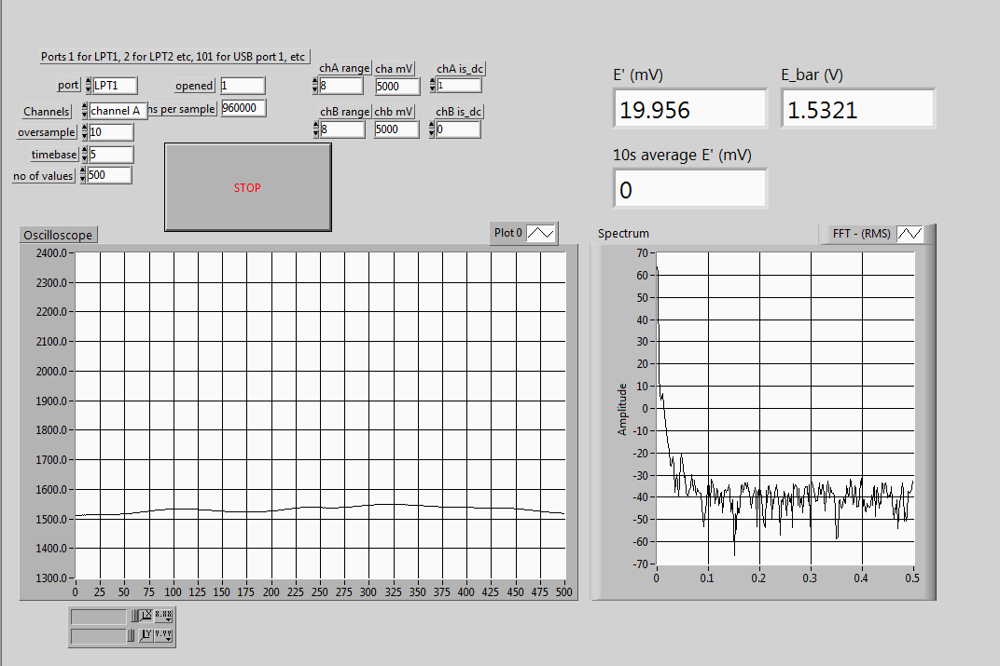 Ports 1 for LPT1, 2 for LPT2 etc, 101 for USB port 1, etc
port LPT1 opened 1
Channels channel A ns per sample 960000
oversample 10
timebase 5
no of values 500
chA range cha mV chA is_dc
8 5000 1
chB range chb mV chB is_dc
8 5000 0
E' (mV) E_bar (V)
19.956 1.5321
10s average E' (mV)
0
STOP
Oscilloscope Plot 0
2400.0
2300.0
2200.0
2100.0
2000.0
1900.0
1800.0
1700.0
1600.0
1500.0
1400.0
1300.0
0 25 50 75 100 125 150 175 200 225 250 275 300 325 350 375 400 425 450 475 500
X X.XX
Y Y.YY
Spectrum FFT - (RMS)
Amplitude
70
60
50
40
30
20
10
0
-10
-20
-30
-40
-50
-60
-70
0 0.1 0.2 0.3 0.4 0.5